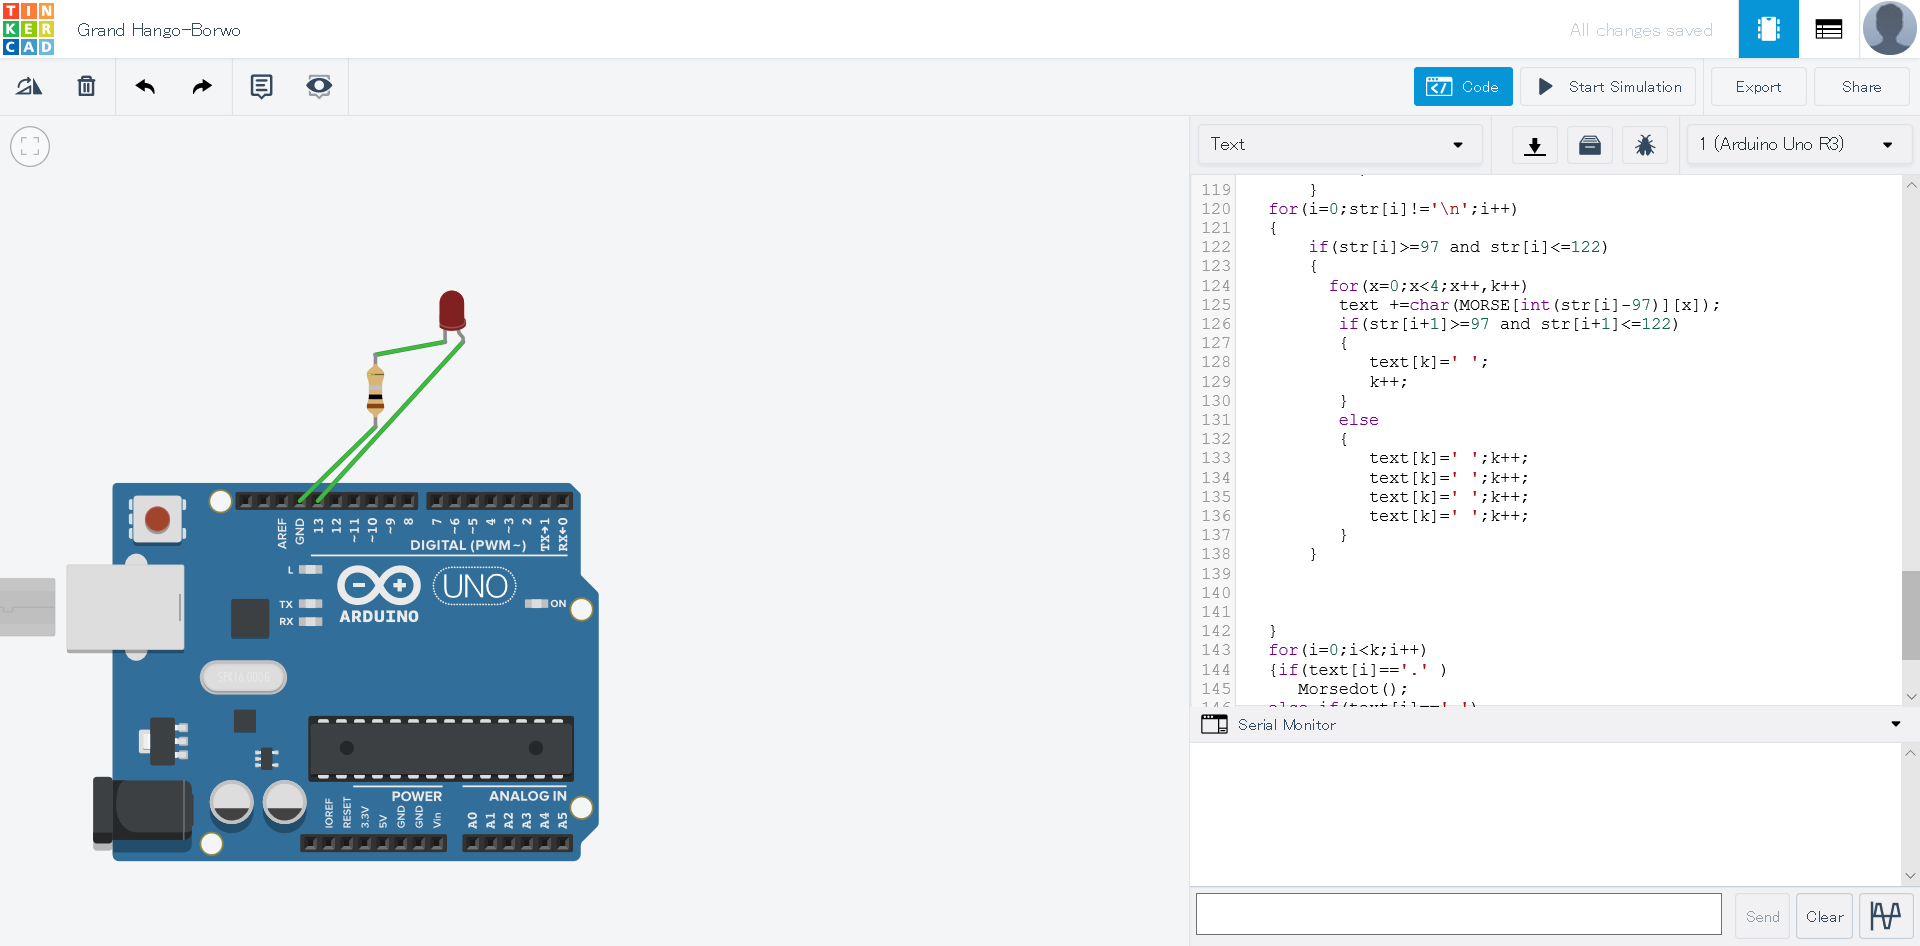 TIN
KER
CAD
Grand Hango-Borwo
All changes saved
Code
Start Simulation
Export
Share
Text
1 (Arduino Uno R3)
119 }
120 for(i=0;str[i]!='\n';i++)
121 {
122 if(str[i]>=97 and str[i]<=122)
123 {
124 for(x=0;x<4;x++,k++)
125 text +=char(MORSE[int(str[i]-97)][x]);
126 if(str[i+1]>=97 and str[i+1]<=122)
127 {
128 text[k]=' ';
129 k++;
130 }
131 else
132 {
133 text[k]=' ';k++;
134 text[k]=' ';k++;
135 text[k]=' ';k++;
136 text[k]=' ';k++;
137 }
138 }
139
140
141
142 }
143 for(i=0;i<k;i++)
144 {if(text[i]=='.' )
145 Morsedot();
Serial Monitor
Send
Clear
AREF
GND
13
12
~11
~10
~9
8
7
~6
~5
4
~3
2
TX→1
RX←0
DIGITAL (PWM~)
L
TX
RX
ARDUINO
UNO
ON
SPK16.000G
POWER
ANALOG IN
IOREF
RESET
3.3V
5V
GND
GND
Vin
A0
A1
A2
A3
A4
A5